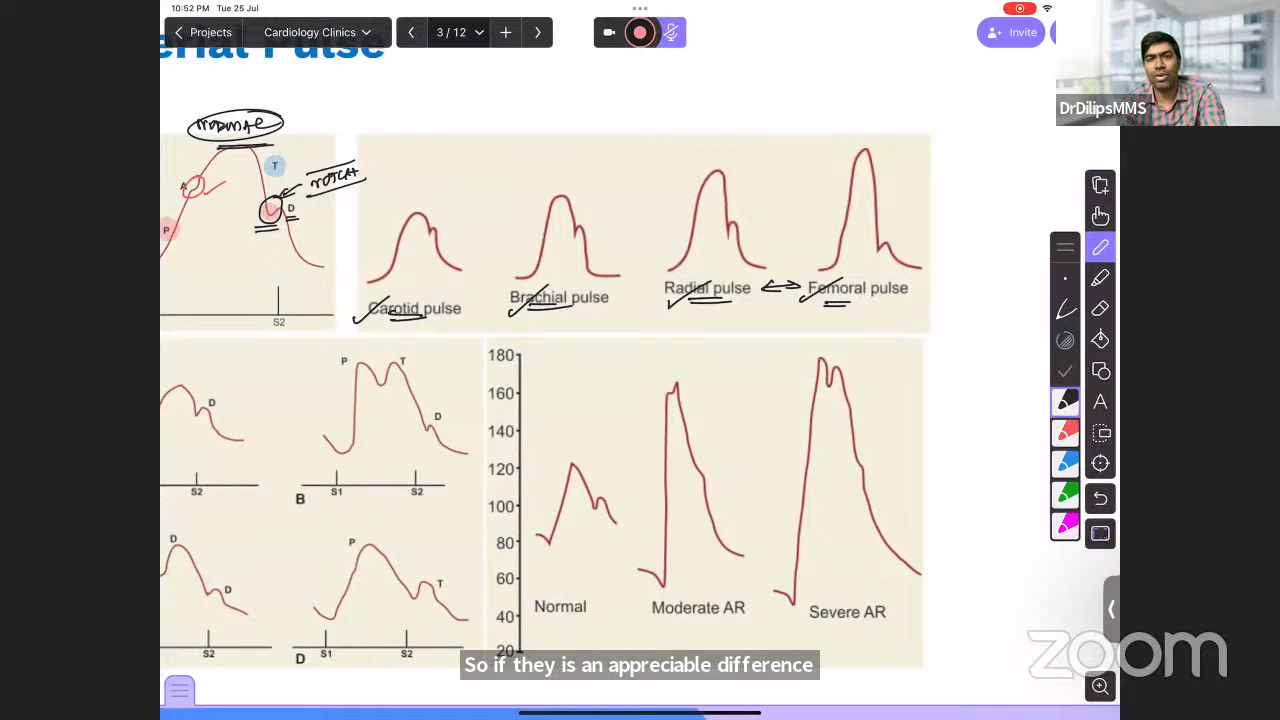 10:52 PM Tue 25 Jul
Projects
Cardiology Clinics
3 / 12
Invite
erial Pulse
DrDilipsMMS
A
T
D
P
S2
Carotid pulse
Brachial pulse
Radial pulse
Femoral pulse
D
S2
P
T
D
S1
S2
B
D
D
S2
P
T
S1
S2
D
180
160
140
120
100
80
60
40
20
Normal
Moderate AR
Severe AR
So if they is an appreciable difference
zoom
A